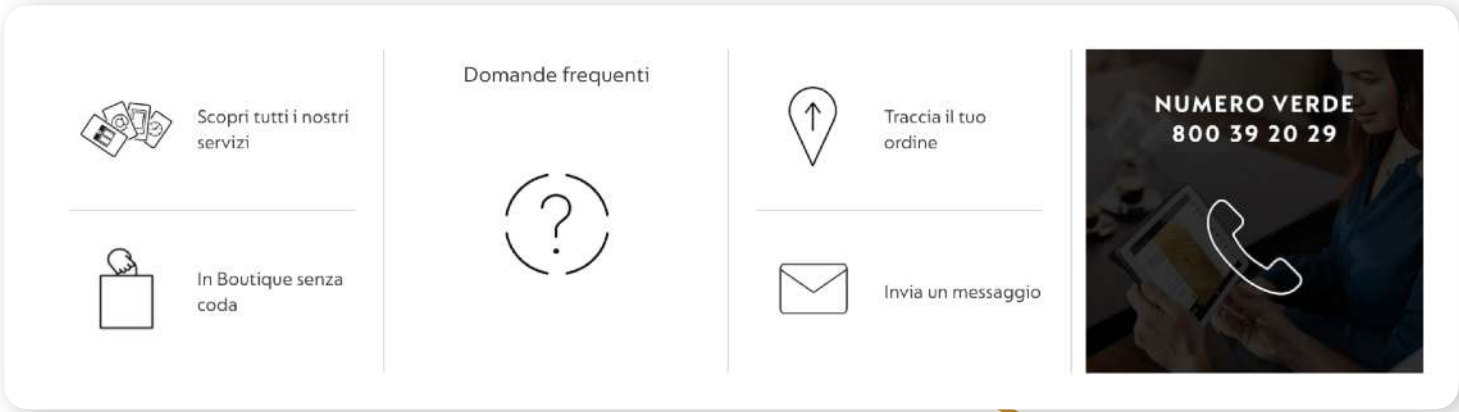 Scopri tutti i nostri
servizi
In Boutique senza
coda
Domande frequenti
?
Traccia il tuo
ordine
Invia un messaggio
NUMERO VERDE
800 39 20 29